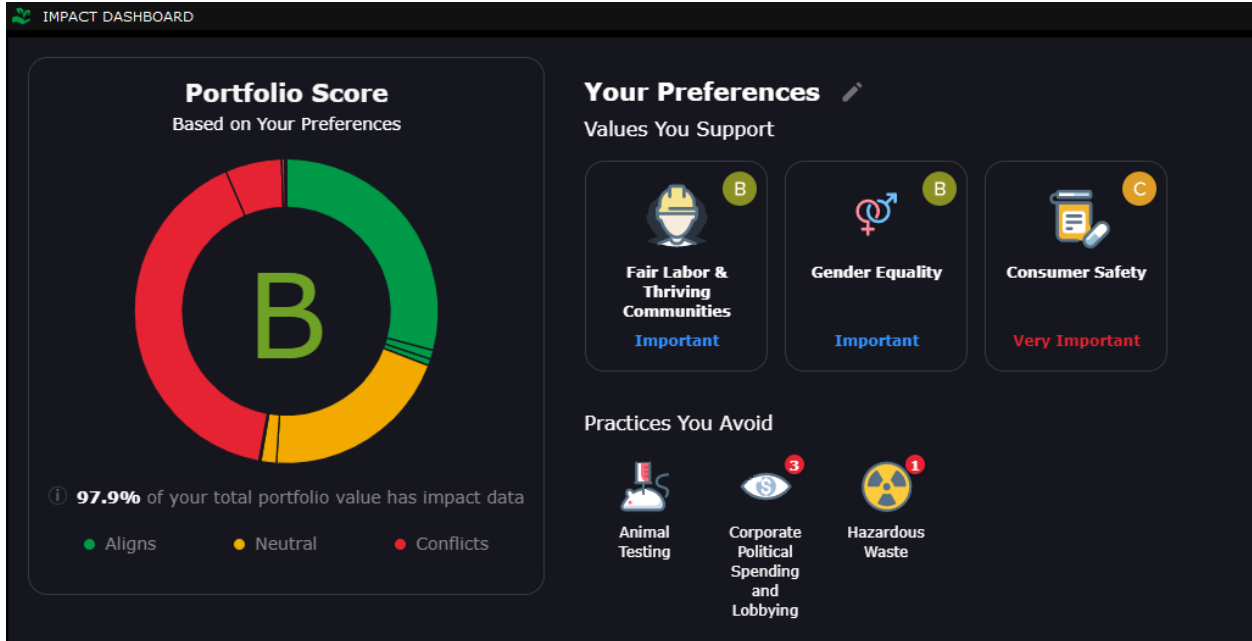 IMPACT DASHBOARD
Portfolio Score
Based on Your Preferences
B
97.9% of your total portfolio value has impact data
Aligns
Neutral
Conflicts
Your Preferences
Values You Support
B
Fair Labor &
Thriving
Communities
Important
B
Gender Equality
Important
C
Consumer Safety
Very Important
Practices You Avoid
Animal
Testing
3
Corporate
Political
Spending
and
Lobbying
1
Hazardous
Waste